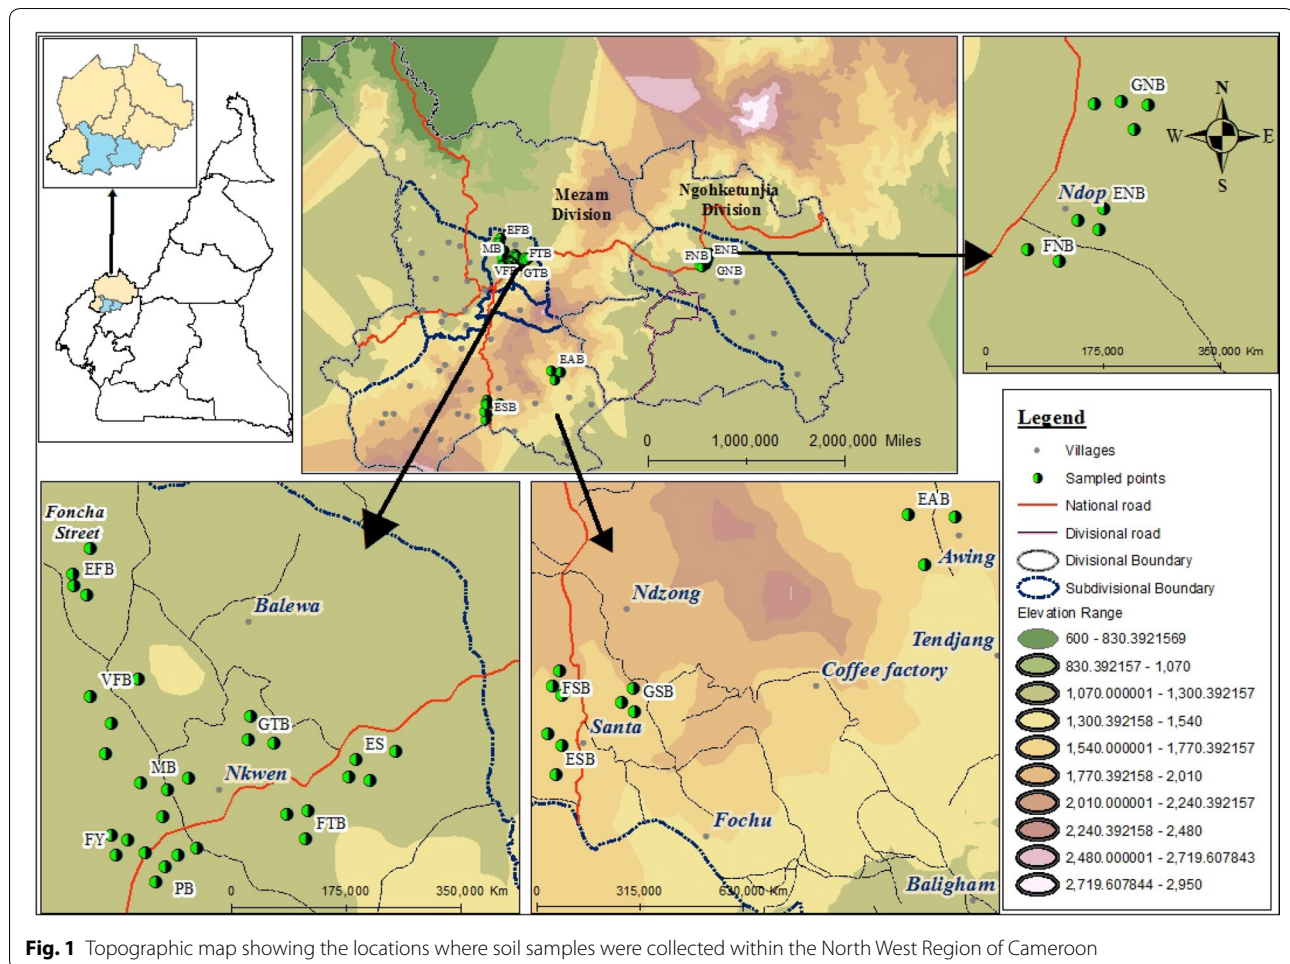 Mezam
Division
Ngohketunjia
Division
EFB
MB
FTB
VFB
GTB
FNB
ENB
GNB
EAB
ESB
0
1,000,000
2,000,000 Miles
GNB
N
W
E
S
Ndop
ENB
FNB
0
175,000
350,000 Km
Legend
Villages
Sampled points
National road
Divisional road
Divisional Boundary
Subdivisional Boundary
Elevation Range
600 - 830.3921569
830.392157 - 1,070
1,070.000001 - 1,300.392157
1,300.392158 - 1,540
1,540.000001 - 1,770.392157
1,770.392158 - 2,010
2,010.000001 - 2,240.392157
2,240.392158 - 2,480
2,480.000001 - 2,719.607843
2,719.607844 - 2,950
Foncha
Street
EFB
Balewa
VFB
GTB
ES
MB
Nkwen
FTB
FY
PB
0
175,000
350,000 Km
EAB
Awing
Ndzong
Tendjang
Coffee factory
FSB
GSB
Santa
ESB
Fochu
Baligham
0
315,000
630,000 Km
Fig. 1 Topographic map showing the locations where soil samples were collected within the North West Region of Cameroon